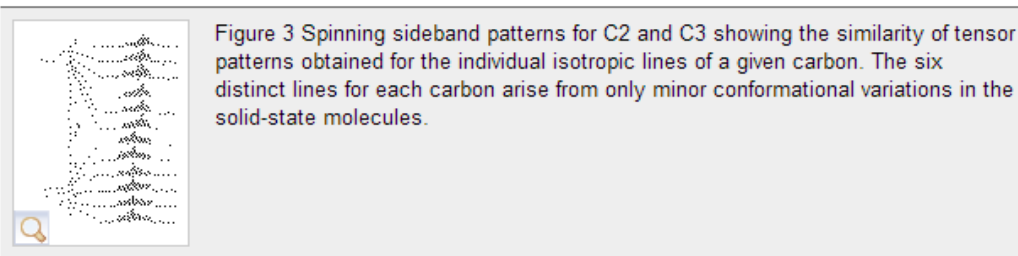 Figure 3 Spinning sideband patterns for C2 and C3 showing the similarity of tensor
patterns obtained for the individual isotropic lines of a given carbon. The six
distinct lines for each carbon arise from only minor conformational variations in the
solid-state molecules.